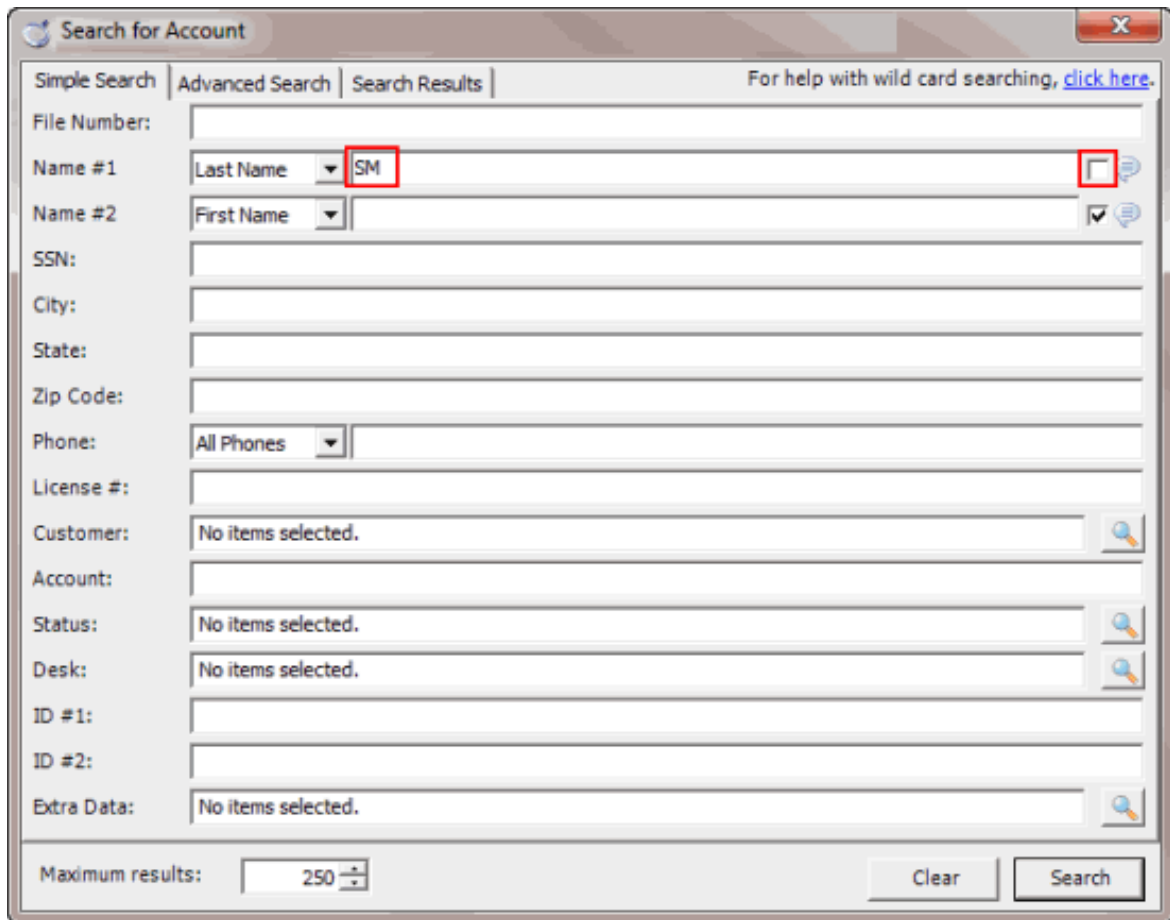 Search for Account
Simple Search Advanced Search Search Results For help with wild card searching, click here.
File Number:
Name #1 Last Name SM
Name #2 First Name
SSN:
City:
State:
Zip Code:
Phone: All Phones
License #:
Customer: No items selected.
Account:
Status: No items selected.
Desk: No items selected.
ID #1:
ID #2:
Extra Data: No items selected.
Maximum results: 250 Clear Search